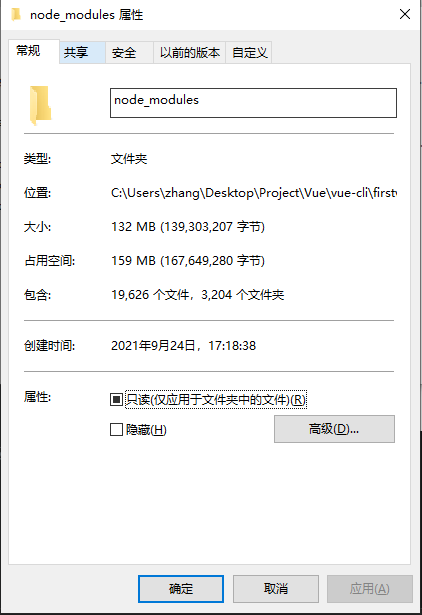 node_modules 属性
常规 共享 安全 以前的版本 自定义
node_modules
类型: 文件夹
位置: C:\Users\zhang\Desktop\Project\Vue\vue-cli\first
大小: 132 MB (139,303,207 字节)
占用空间: 159 MB (167,649,280 字节)
包含: 19,626 个文件，3,204 个文件夹
创建时间: 2021年9月24日，17:18:38
属性: 只读(仅应用于文件夹中的文件)(R)
隐藏(H) 高级(D)...
确定 取消 应用(A)